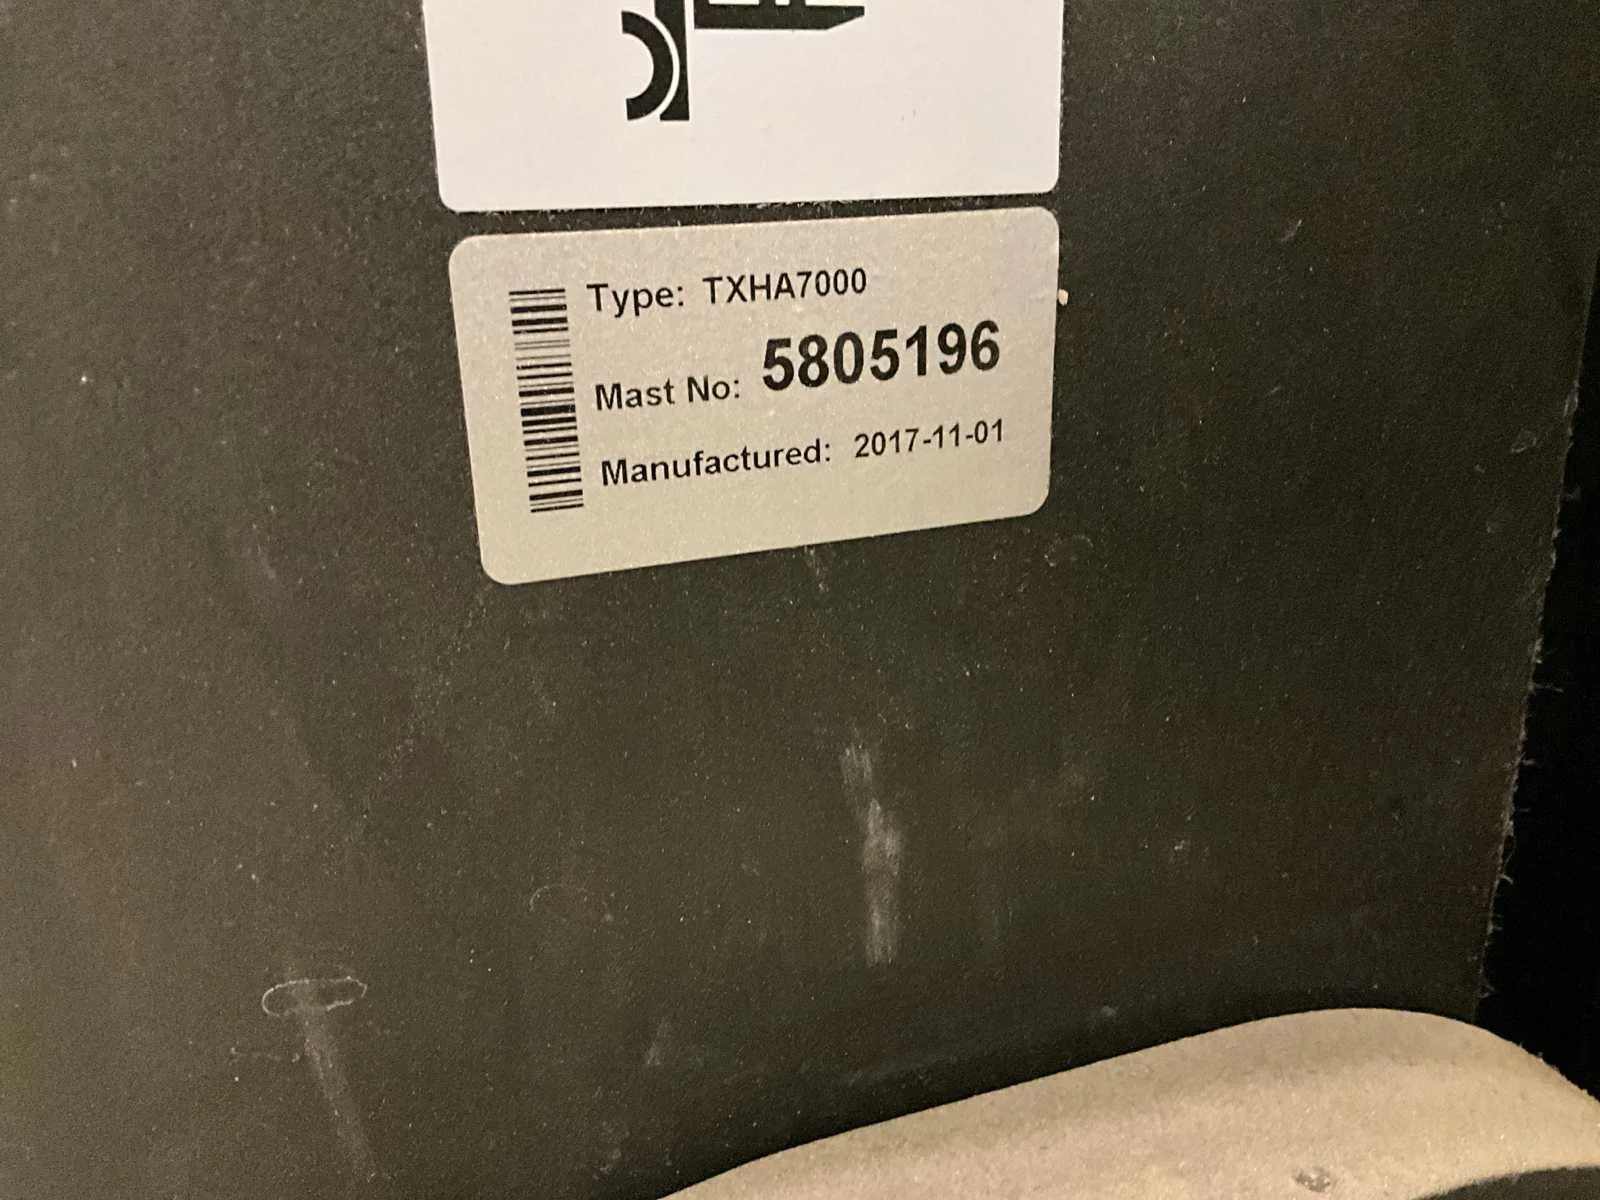 Type: TXHA7000
Mast No: 5805196
Manufactured: 2017-11-01